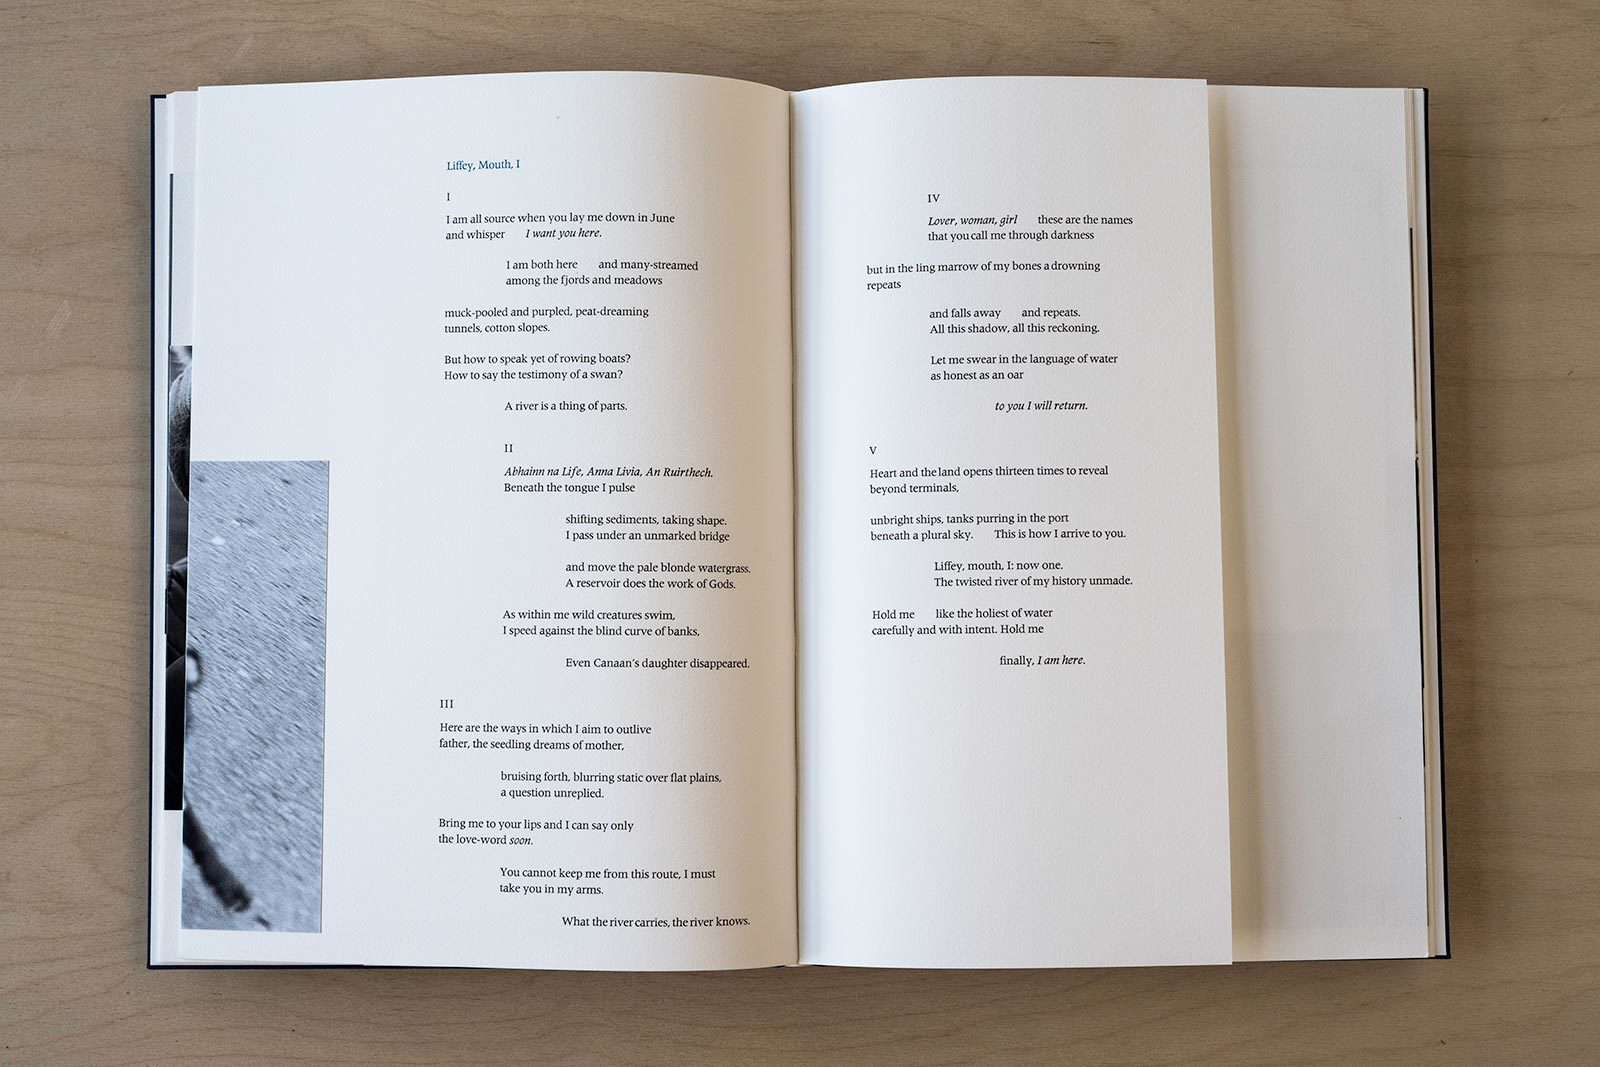 Liffey, Mouth, I
I
I am all source when you lay me down in June
and whisper I want you here.
I am both here and many-streamed
among the fjords and meadows
muck-pooled and purpled, peat-dreaming
tunnels, cotton slopes.
But how to speak yet of rowing boats?
How to say the testimony of a swan?
A river is a thing of parts.
II
Abhainn na Life, Anna Livia, An Ruirthech.
Beneath the tongue I pulse
shifting sediments, taking shape.
I pass under an unmarked bridge
and move the pale blonde watergrass.
A reservoir does the work of Gods.
As within me wild creatures swim,
I speed against the blind curve of banks,
Even Canaan's daughter disappeared.
III
Here are the ways in which I aim to outlive
father, the seedling dreams of mother,
bruising forth, blurring static over flat plains,
a question unreplied.
Bring me to your lips and I can say only
the love-word soon.
You cannot keep me from this route, I must
take you in my arms.
What the river carries, the river knows.
IV
Lover, woman, girl these are the names
that you call me through darkness
but in the ling marrow of my bones a drowning
repeats
and falls away and repeats.
All this shadow, all this reckoning.
Let me swear in the language of water
as honest as an oar
to you I will return.
V
Heart and the land opens thirteen times to reveal
beyond terminals,
unbright ships, tanks purring in the port
beneath a plural sky. This is how I arrive to you.
Liffey, mouth, I: now one.
The twisted river of my history unmade.
Hold me like the holiest of water
carefully and with intent. Hold me
finally, I am here.